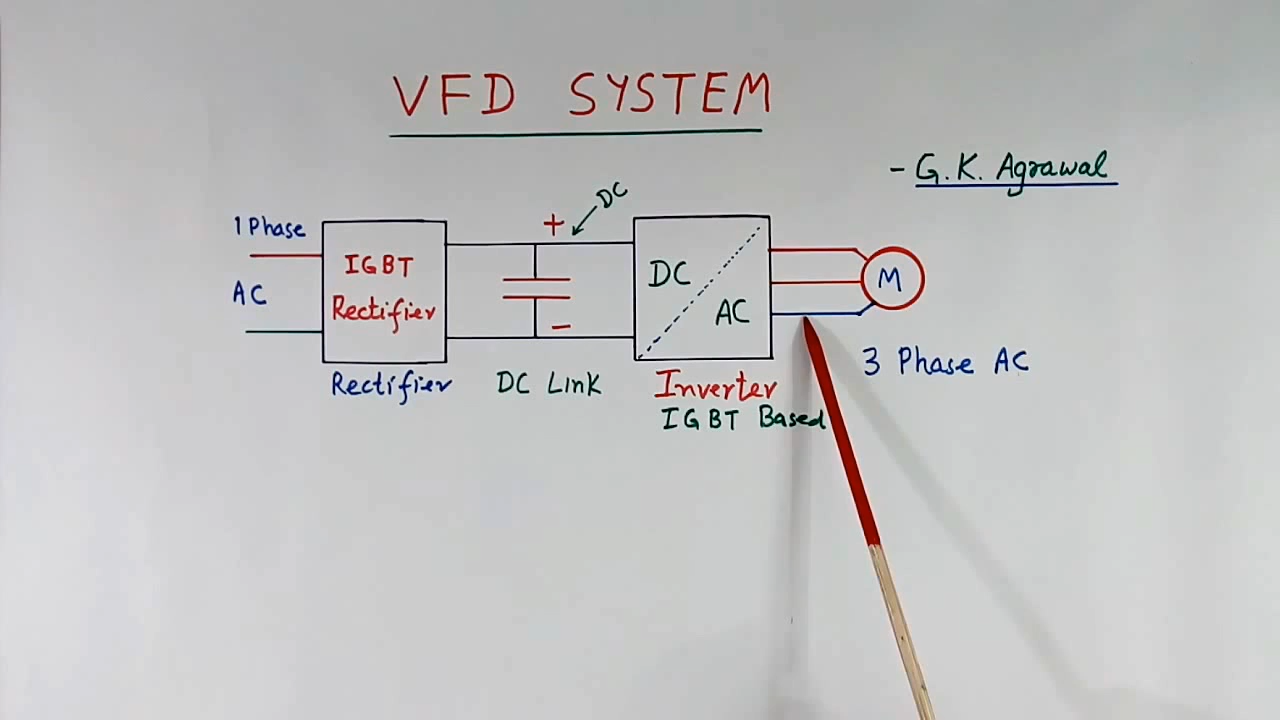 VFD SYSTEM
- G. K. Agrawal
1 Phase
AC
IGBT
Rectifier
Rectifier
+
DC
-
DC Link
DC
AC
Inverter
IGBT Based
M
3 Phase AC